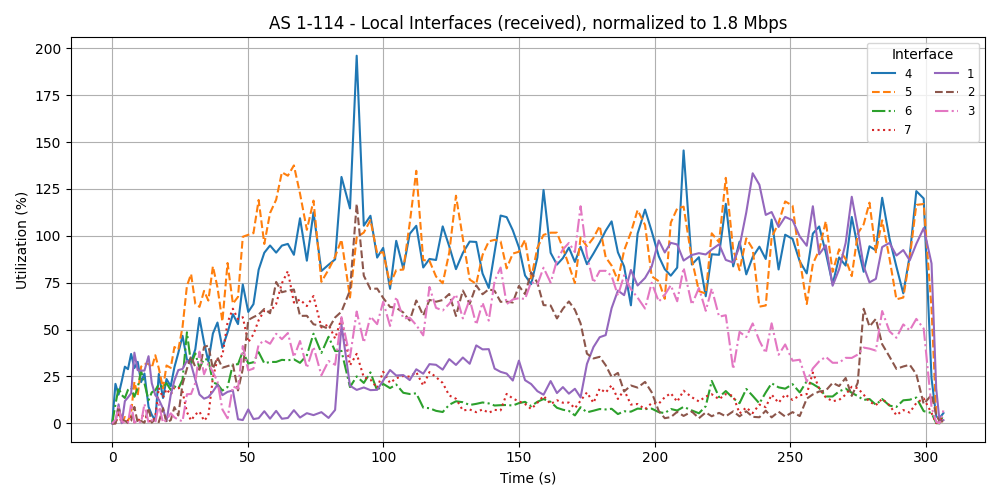 AS 1-114 - Local Interfaces (received), normalized to 1.8 Mbps
Interface
4 1
5 2
6 3
7
200
175
150
125
100
75
50
25
0
Utilization (%)
0 50 100 150 200 250 300
Time (s)